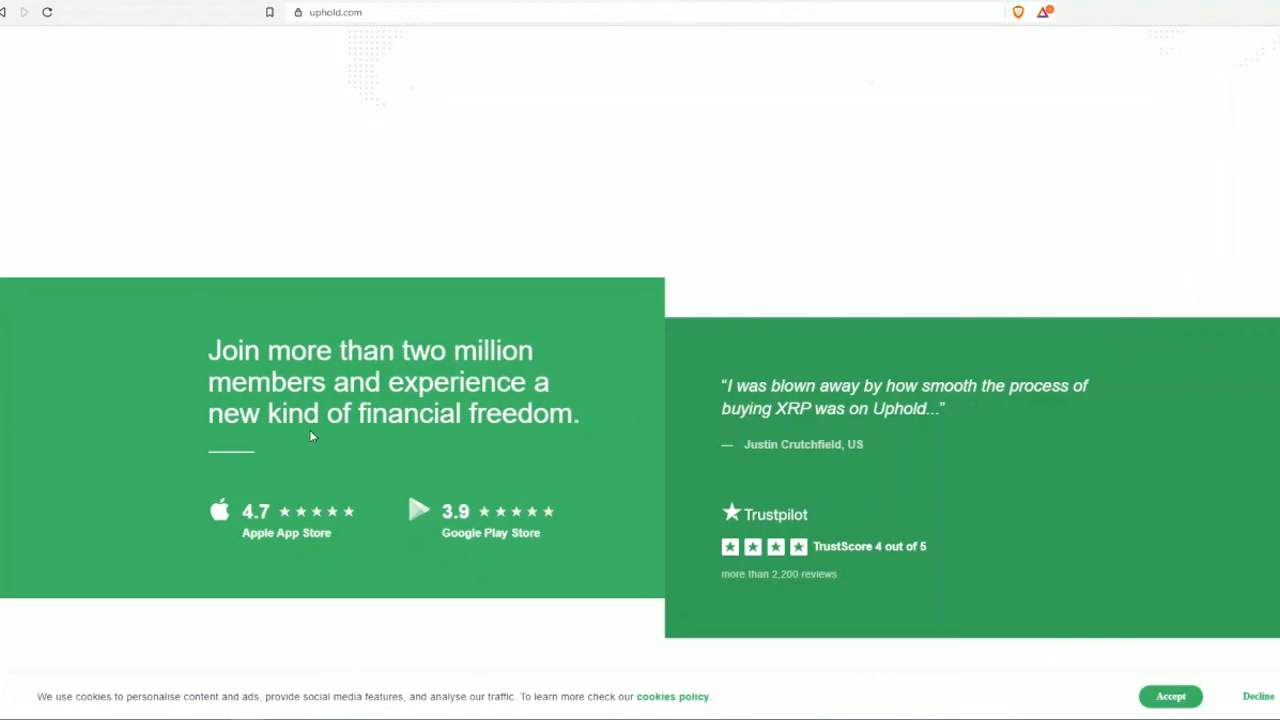 uphold.com
Join more than two million
members and experience a
new kind of financial freedom.
4.7
Apple App Store
3.9
Google Play Store
“I was blown away by how smooth the process of
buying XRP was on Uphold...”
— Justin Crutchfield, US
Trustpilot
TrustScore 4 out of 5
more than 2,200 reviews
We use cookies to personalise content and ads, provide social media features, and analyse our traffic. To learn more check our cookies policy.
Accept
Decline